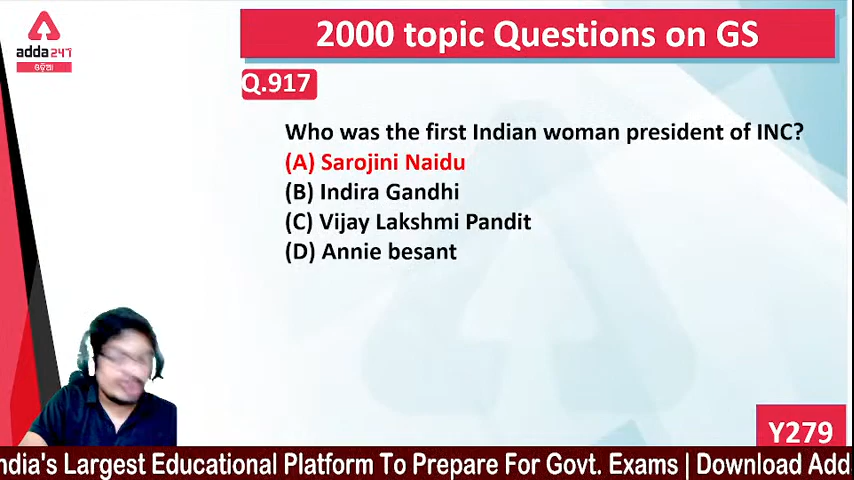 adda247
ଓଡ଼ିଆ
2000 topic Questions on GS
Q.917
Who was the first Indian woman president of INC?
(A) Sarojini Naidu
(B) Indira Gandhi
(C) Vijay Lakshmi Pandit
(D) Annie besant
Y279
ndia's Largest Educational Platform To Prepare For Govt. Exams | Download Add